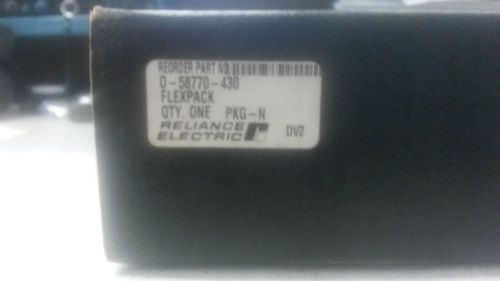 REORDER PART NO.
0-58770-430
FLEXPACK
QTY. ONE PKG-N
RELIANCE
ELECTRIC
DV2